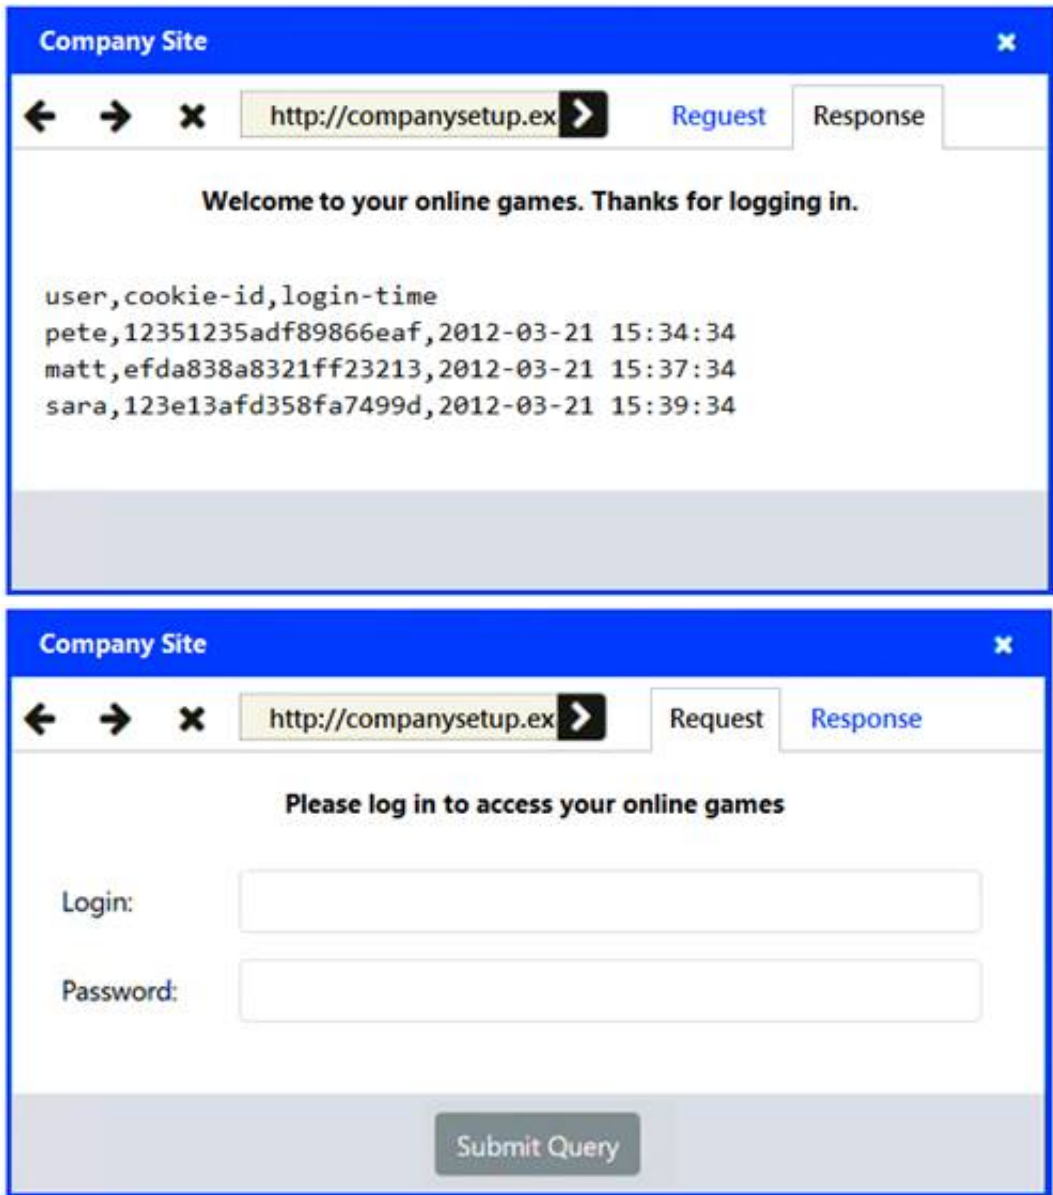 Company Site
http://companysetup.ex
Reguest
Response
Welcome to your online games. Thanks for logging in.
user,cookie-id,login-time
pete,12351235adf89866eaf,2012-03-21 15:34:34
matt,efda838a8321ff23213,2012-03-21 15:37:34
sara,123e13afd358fa7499d,2012-03-21 15:39:34
Company Site
http://companysetup.ex
Request
Response
Please log in to access your online games
Login:
Password:
Submit Query